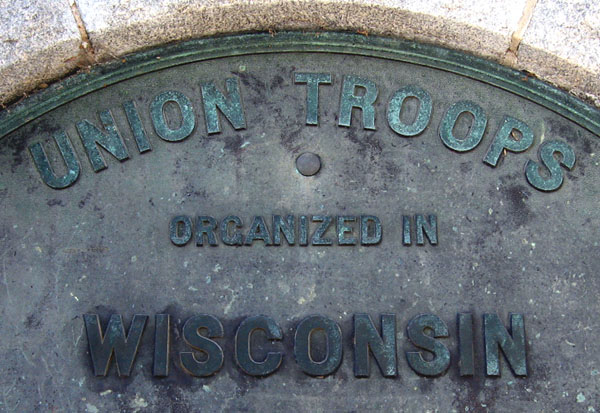 UNION TROOPS
ORGANIZED IN
WISCONSIN